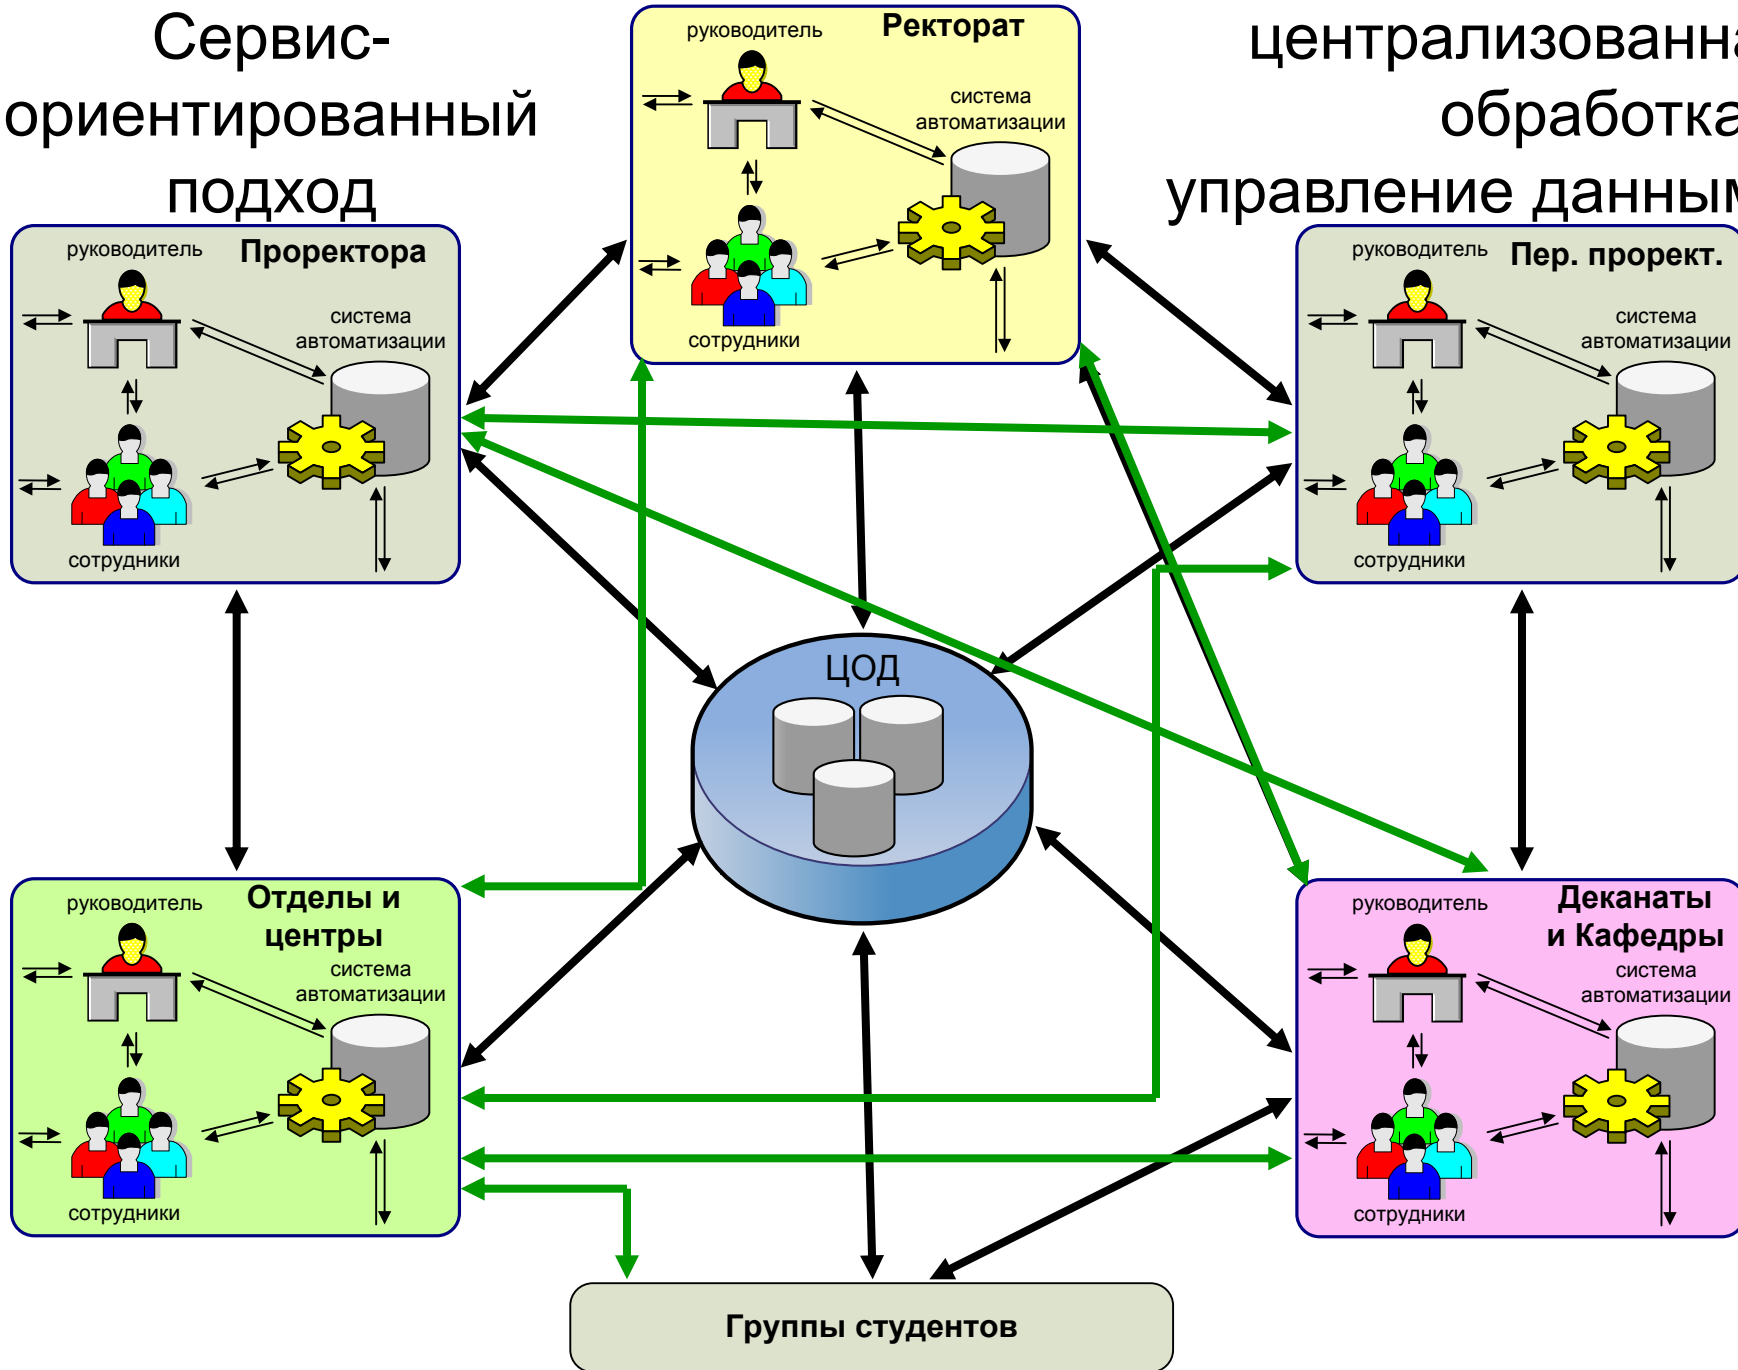 Сервис-
ориентированный
подход
руководитель
Ректорат
система
автоматизации
сотрудники
централизованна
обработка
управление данным
руководитель
Проректора
система
автоматизации
сотрудники
руководитель
Пер. прорект.
система
автоматизации
сотрудники
ЦОД
руководитель
Отделы и
центры
система
автоматизации
сотрудники
руководитель
Деканаты
и Кафедры
система
автоматизации
сотрудники
Группы студентов